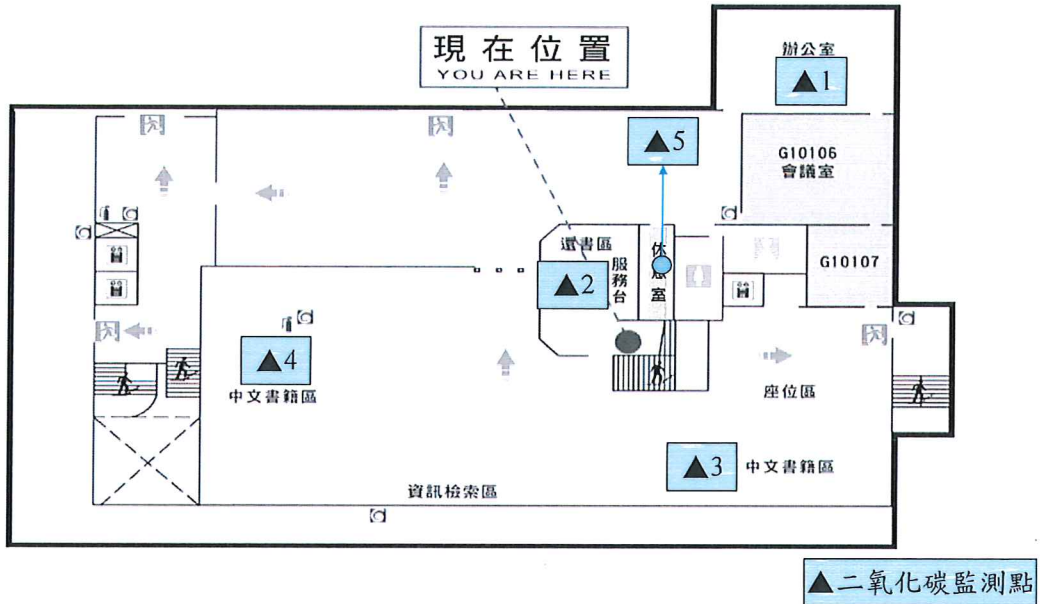 現在位置
YOU ARE HERE
辦公室
▲1
▲5
G10106
會議室
還書區
服務台
休息室
▲2
G10107
▲4
中文書籍區
座位區
▲3
中文書籍區
資訊檢索區
▲二氧化碳監測點